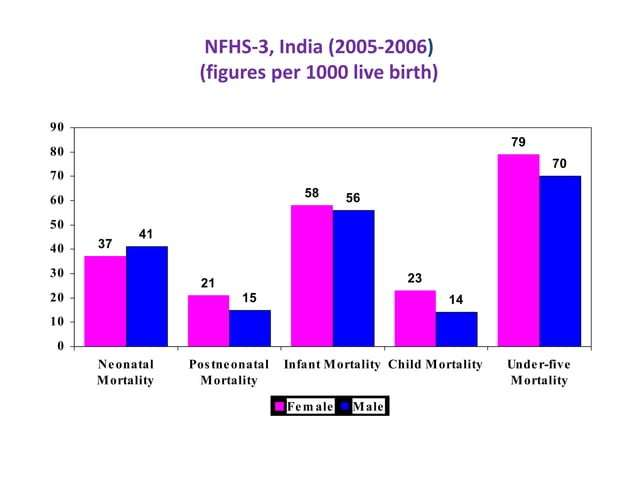 NFHS-3, India (2005-2006)
(figures per 1000 live birth)
90
80
70
60
50
40
30
20
10
0
37
41
21
15
58
56
23
14
79
70
Neonatal
Mortality
Postneonatal
Mortality
Infant Mortality
Child Mortality
Under-five
Mortality
Female
Male